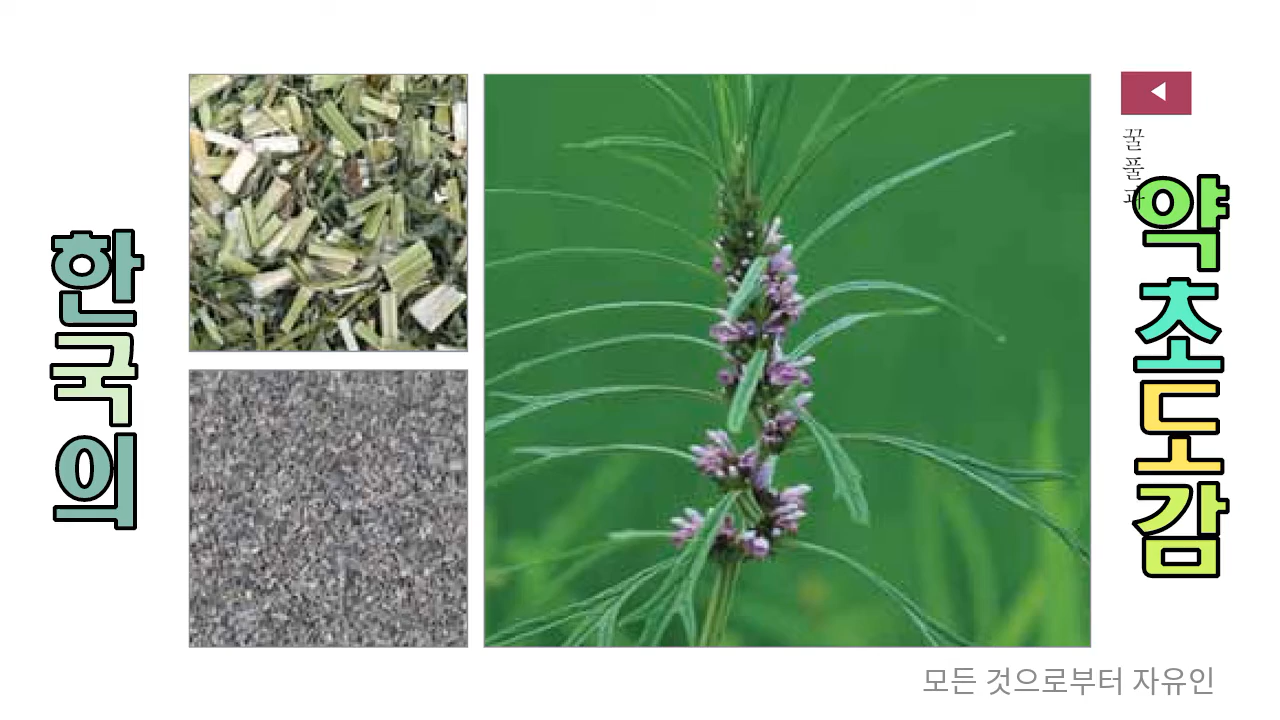 한국의
꿀풀과
약초도감
모든 것으로부터 자유인